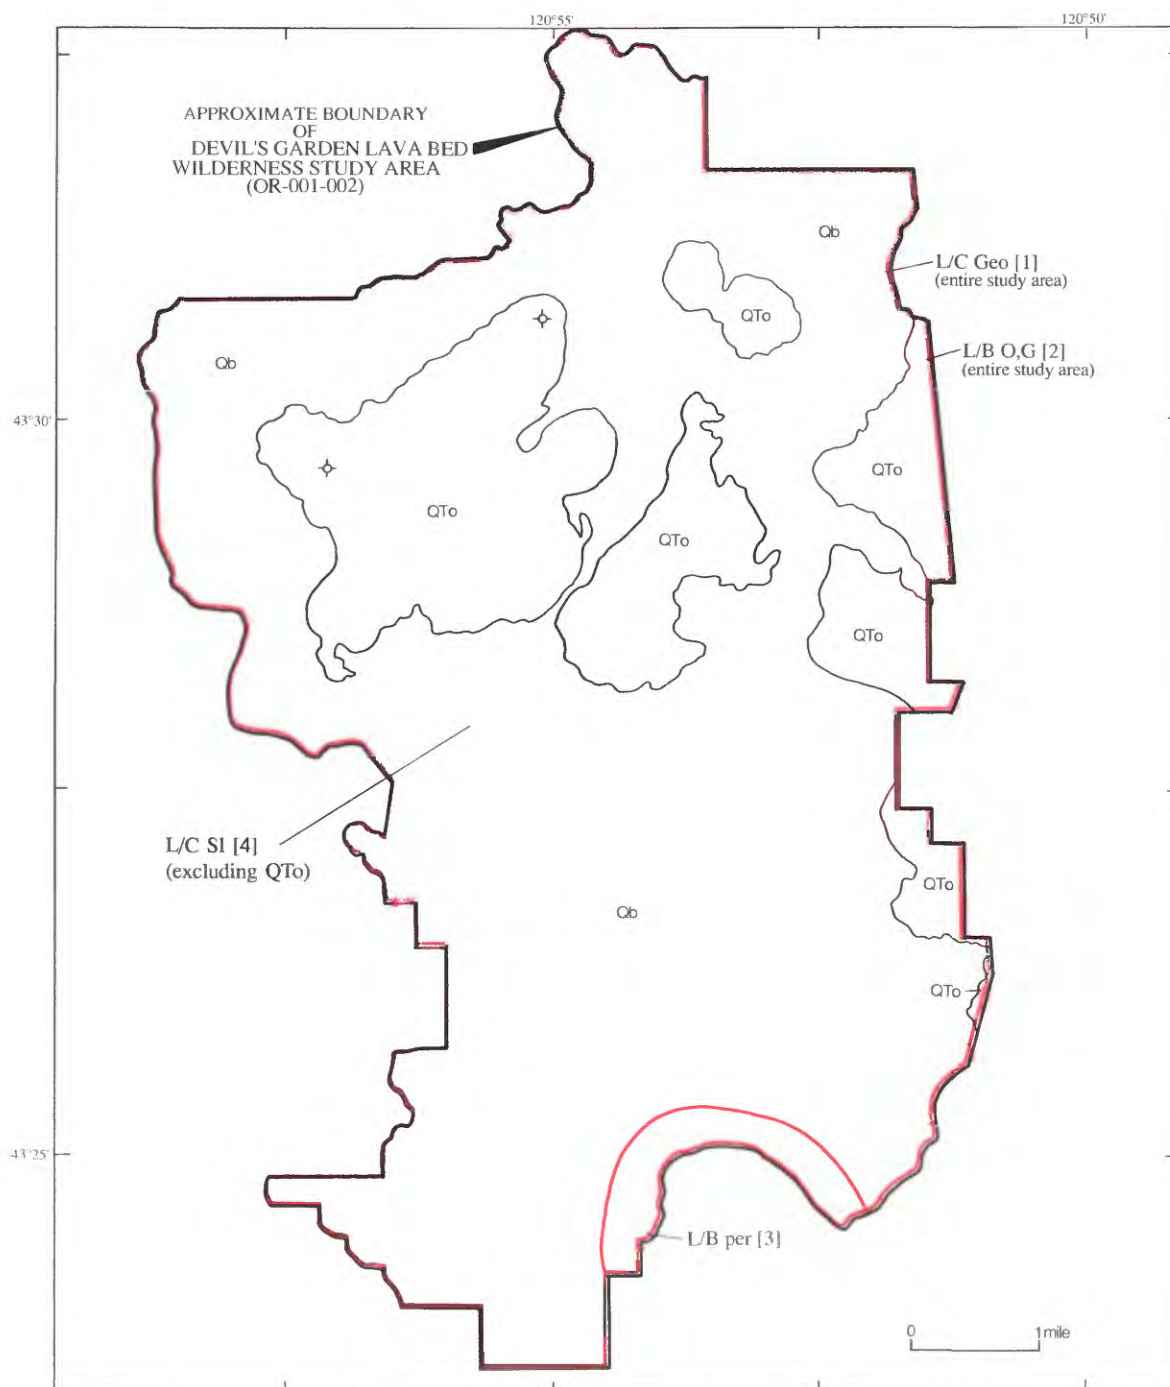 120°55'
120°50'
APPROXIMATE BOUNDARY
OF
DEVIL'S GARDEN LAVA BED
WILDERNESS STUDY AREA
(OR-001-002)
Qb
L/C Geo [1]
(entire study area)
QTo
L/B O,G [2]
(entire study area)
Qb
43°30'
QTo
QTo
QTo
QTo
L/C Sl [4]
(excluding QTo)
QTo
Qb
QTo
43°25'
L/B per [3]
0 1 mile